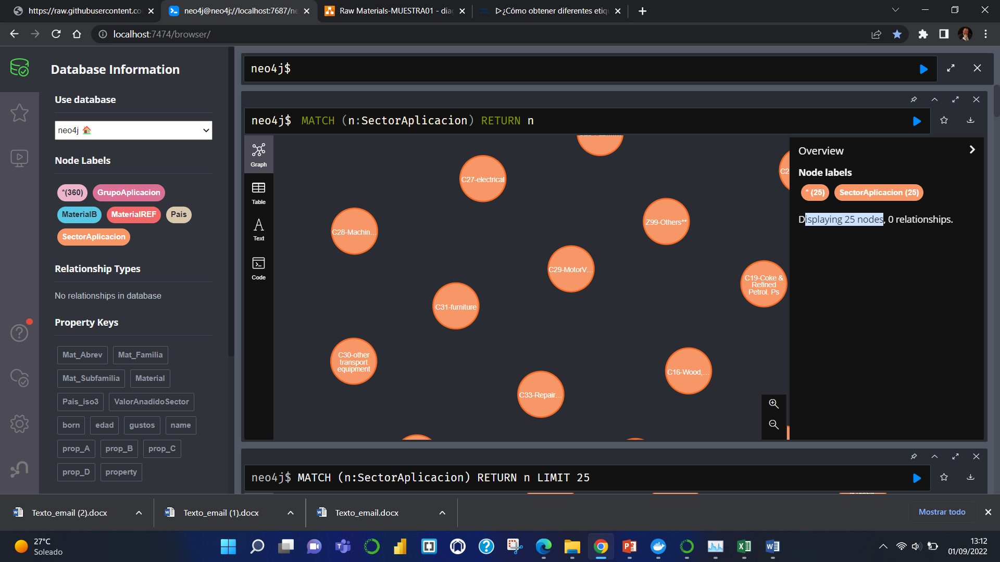 https://raw.githubusercontent.co
neo4j@neo4j://localhost:7687/ne
Raw Materials-MUESTRA01 - dia
▷¿Cómo obtener diferentes etiq
localhost:7474/browser/
Database Information
Use database
neo4j
Node Labels
*(360)
GrupoAplicacion
MaterialB
MaterialREF
Pais
SectorAplicacion
Relationship Types
No relationships in database
Property Keys
Mat_Abrev
Mat_Familia
Mat_Subfamilia
Material
Pais_iso3
ValorAnadidoSector
born
edad
gustos
name
prop_A
prop_B
prop_C
prop_D
property
neo4j$
neo4j$ MATCH (n:SectorAplicacion) RETURN n
Graph
Table
Text
Code
C27-electrical
C28-Machin...
Z99-Others**
C29-MotorV...
C19-Coke &
Refined
Petrol. Ps
C31-furniture
C30-other
transport
equipment
C16-Wood,...
C33-Repair...
C2
Overview
Node labels
* (25)
SectorAplicacion (25)
Displaying 25 nodes, 0 relationships.
neo4j$ MATCH (n:SectorAplicacion) RETURN n LIMIT 25
Texto_email (2).docx
Texto_email (1).docx
Texto_email.docx
Mostrar todo
27°C
Soleado
13:12
01/09/2022